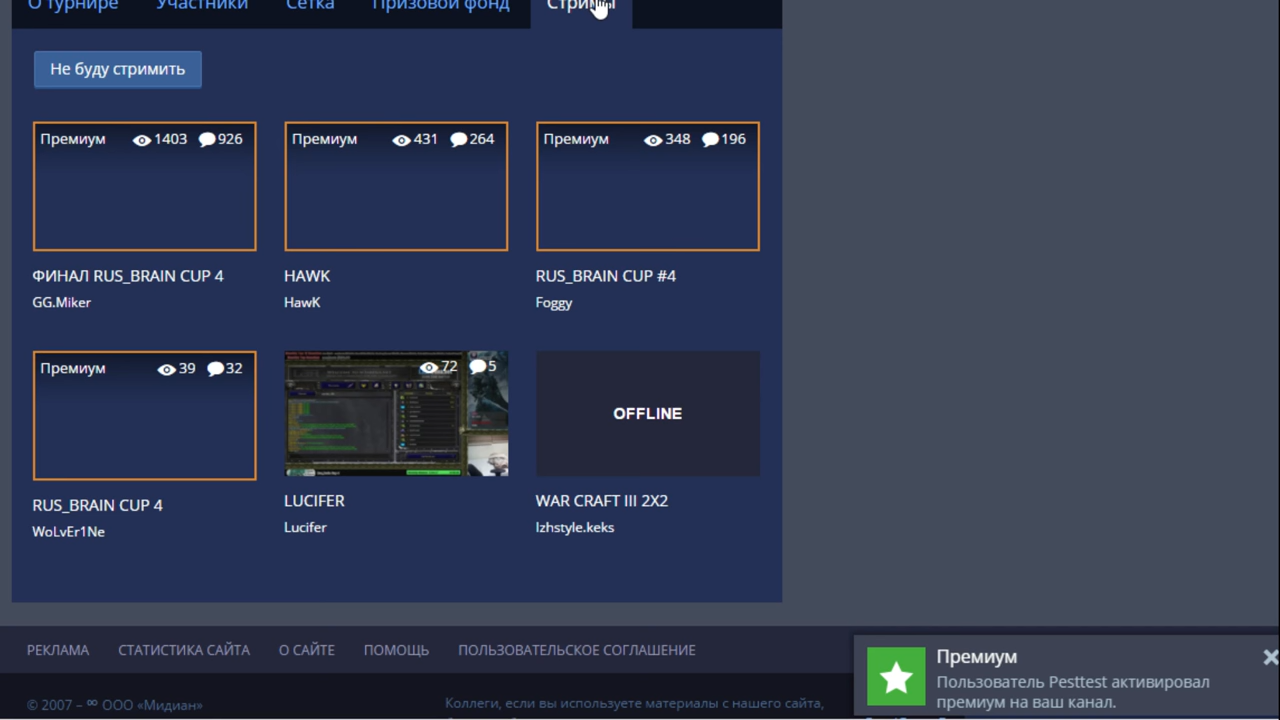 О турнире Участники Сетка Призовой фонд Стримы
Не буду стримить
Премиум 1403 926
Премиум 431 264
Премиум 348 196
ФИНАЛ RUS_BRAIN CUP 4
GG.Miker
HAWK
HawK
RUS_BRAIN CUP #4
Foggy
Премиум 39 32
72 5
OFFLINE
RUS_BRAIN CUP 4
WoLvEr1Ne
LUCIFER
Lucifer
WAR CRAFT III 2X2
Izhstyle.keks
РЕКЛАМА СТАТИСТИКА САЙТА О САЙТЕ ПОМОЩЬ ПОЛЬЗОВАТЕЛЬСКОЕ СОГЛАШЕНИЕ
© 2007 – ∞ ООО «Мидиан»
Коллеги, если вы используете материалы с нашего сайта,
Премиум
Пользователь Pesttest активировал
премиум на ваш канал.